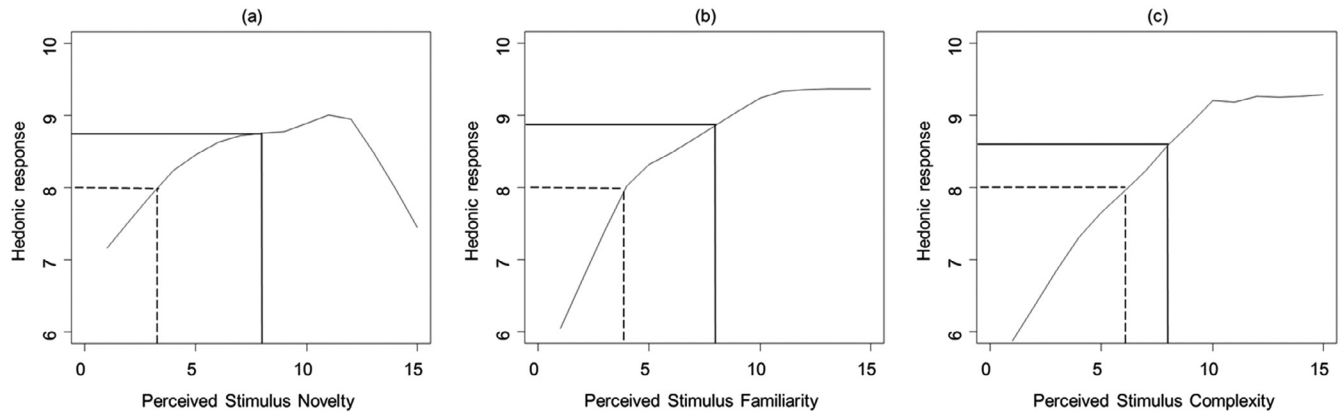 (a)
Hedonic response
10
9
8
7
6
0 5 10 15
Perceived Stimulus Novelty
(b)
Hedonic response
10
9
8
7
6
0 5 10 15
Perceived Stimulus Familiarity
(c)
Hedonic response
10
9
8
7
6
0 5 10 15
Perceived Stimulus Complexity